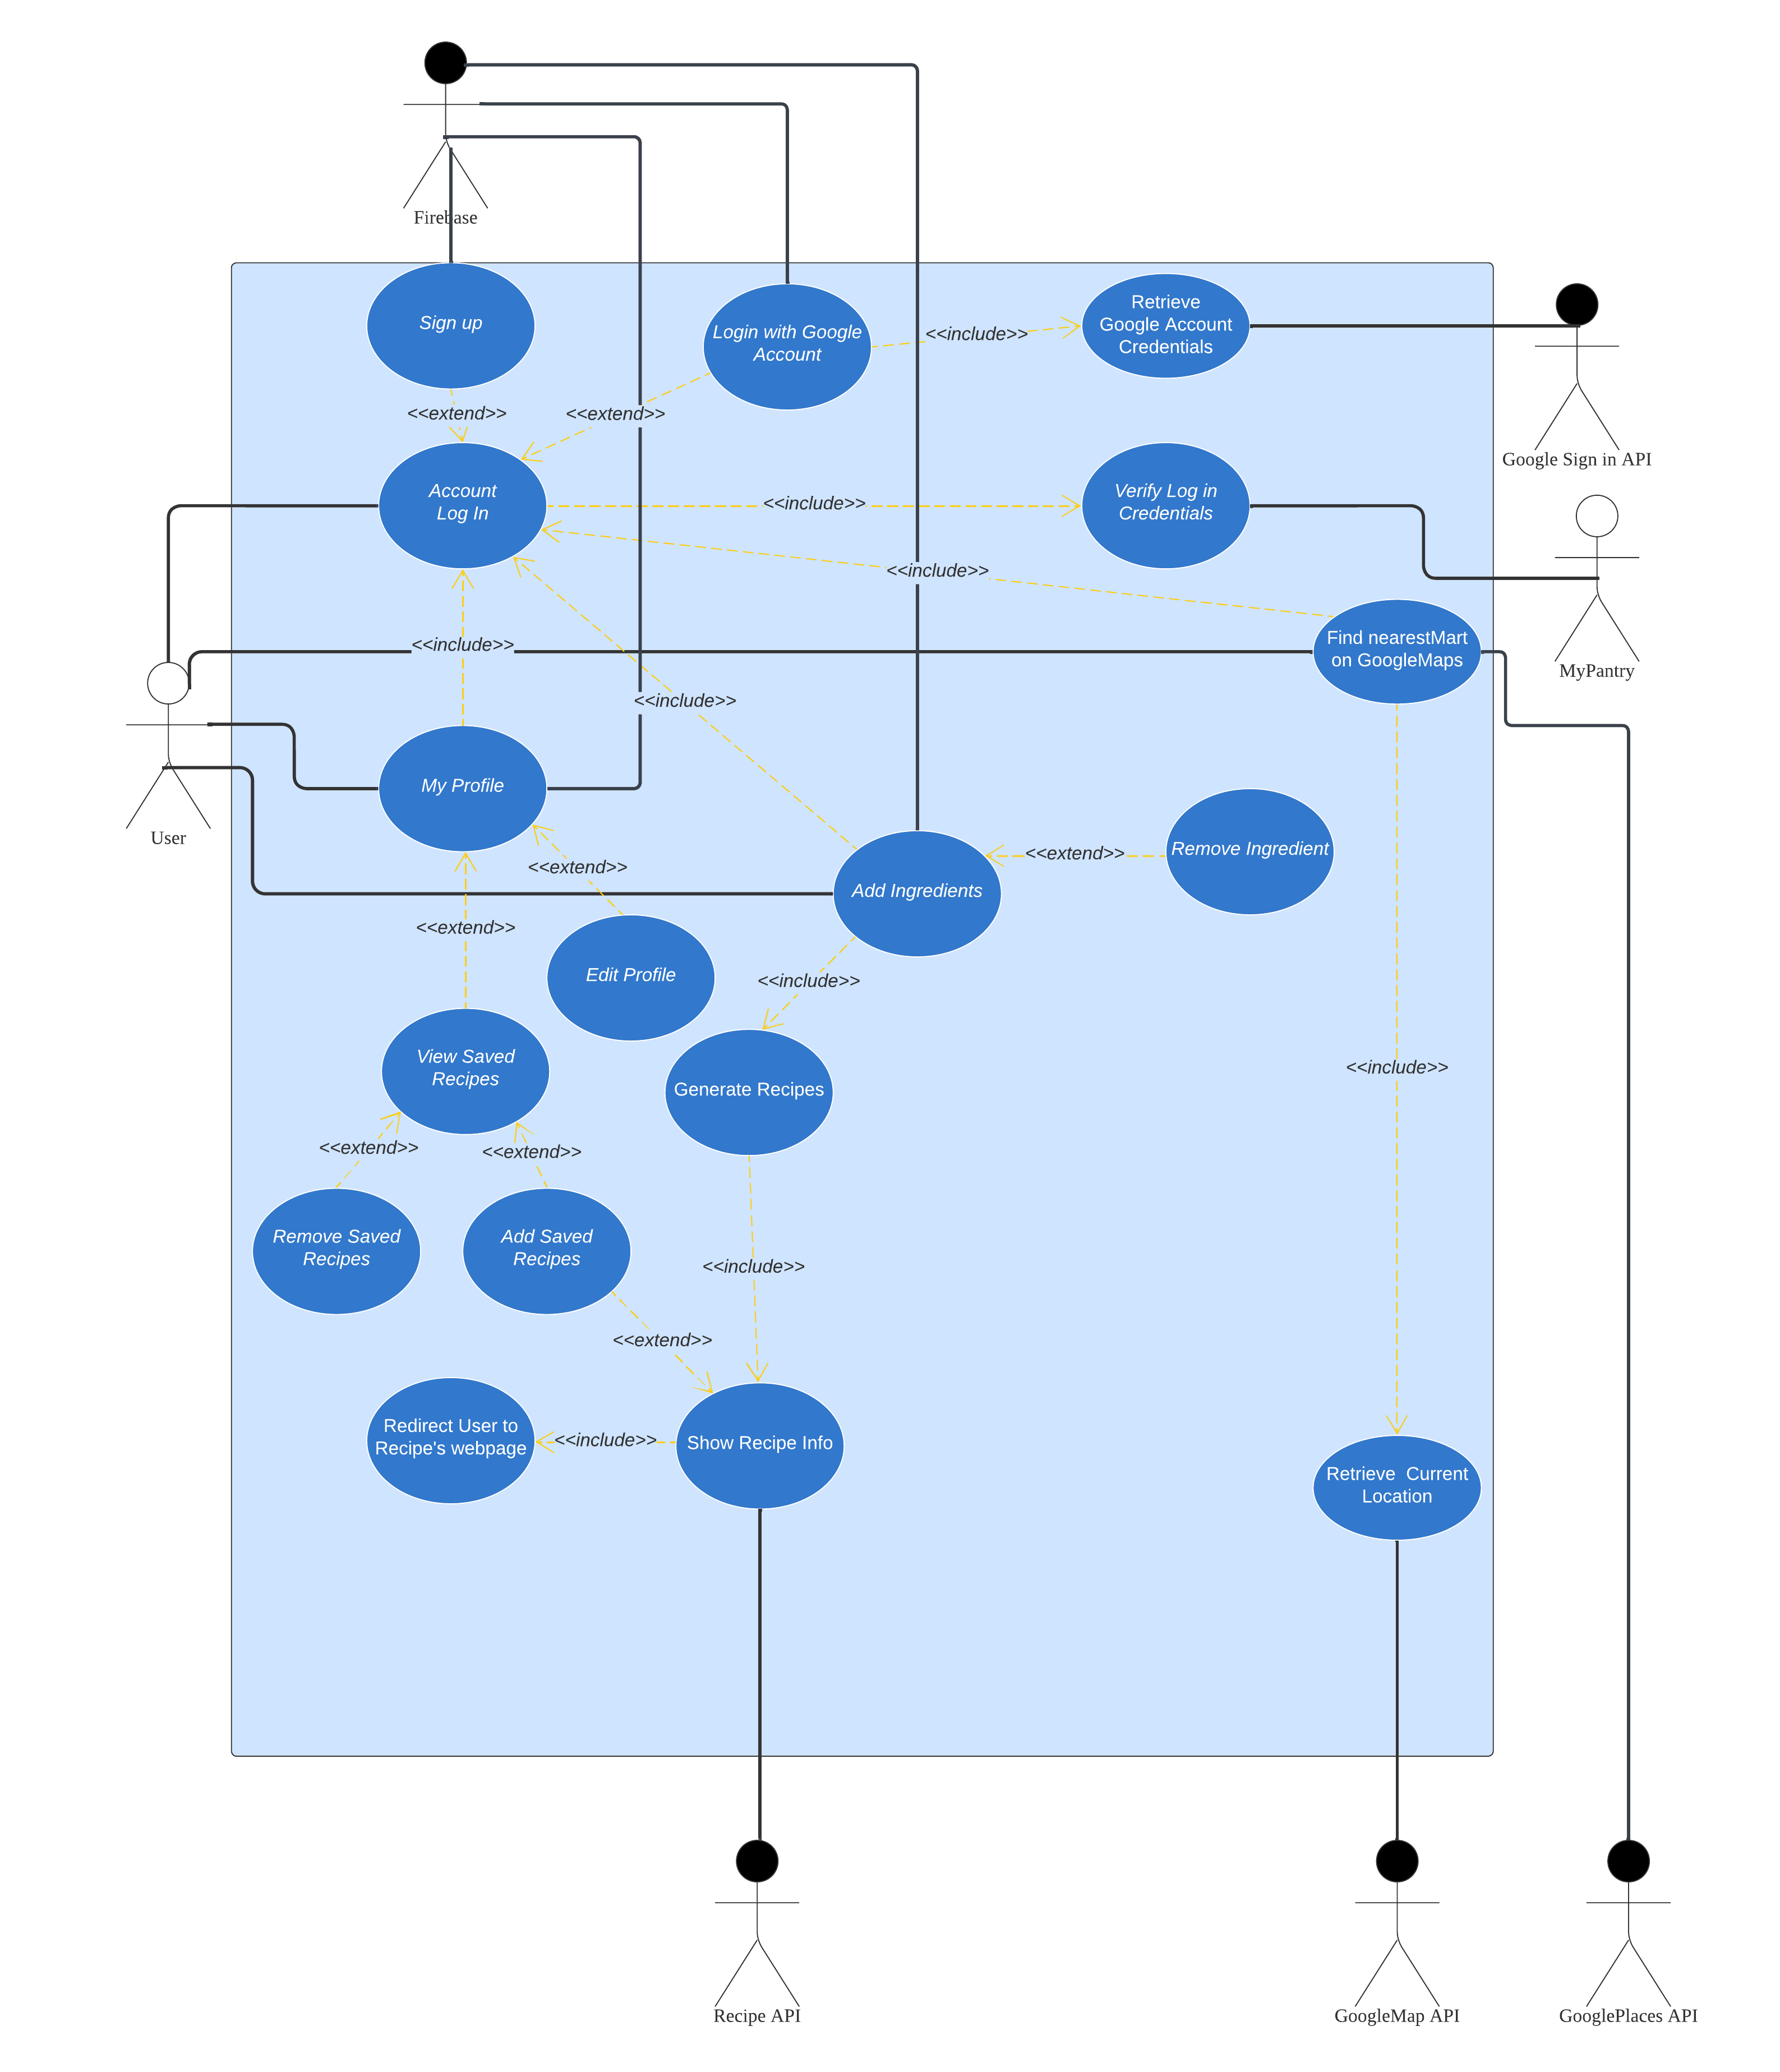 Firebase
Sign up
Login with Google
Account
<<include>>
Retrieve
Google Account
Credentials
Google Sign in API
<<extend>>
<<extend>>
Account
Log In
<<include>>
Verify Log in
Credentials
<<include>>
MyPantry
<<include>>
Find nearestMart
on GoogleMaps
<<include>>
User
My Profile
<<extend>>
<<extend>>
Remove Ingredient
Add Ingredients
<<extend>>
Edit Profile
<<include>>
View Saved
Recipes
Generate Recipes
<<include>>
<<extend>>
<<extend>>
Remove Saved
Recipes
Add Saved
Recipes
<<include>>
<<extend>>
Redirect User to
Recipe's webpage
<<include>>
Show Recipe Info
Retrieve  Current
Location
Recipe API
GoogleMap API
GooglePlaces API